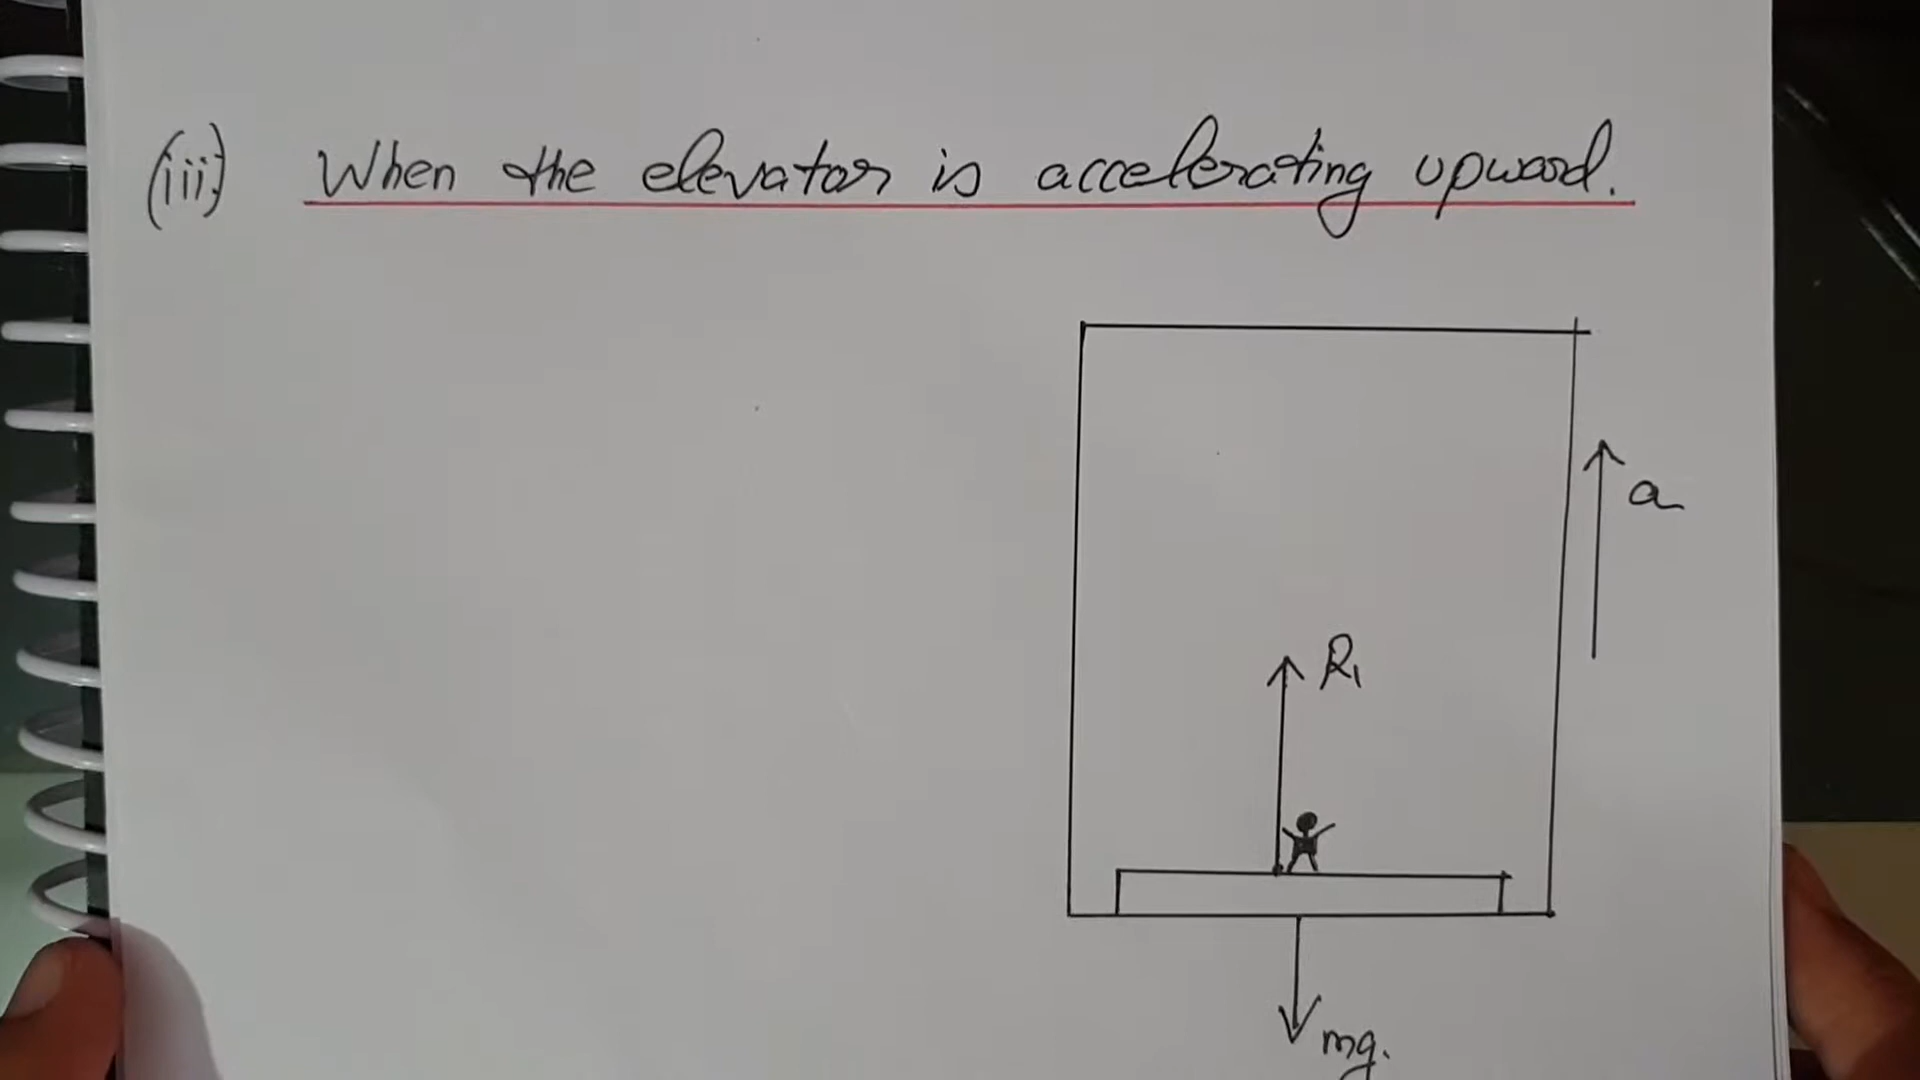 (iii) When the elevator is accelerating upward.
a
R₁
mg.